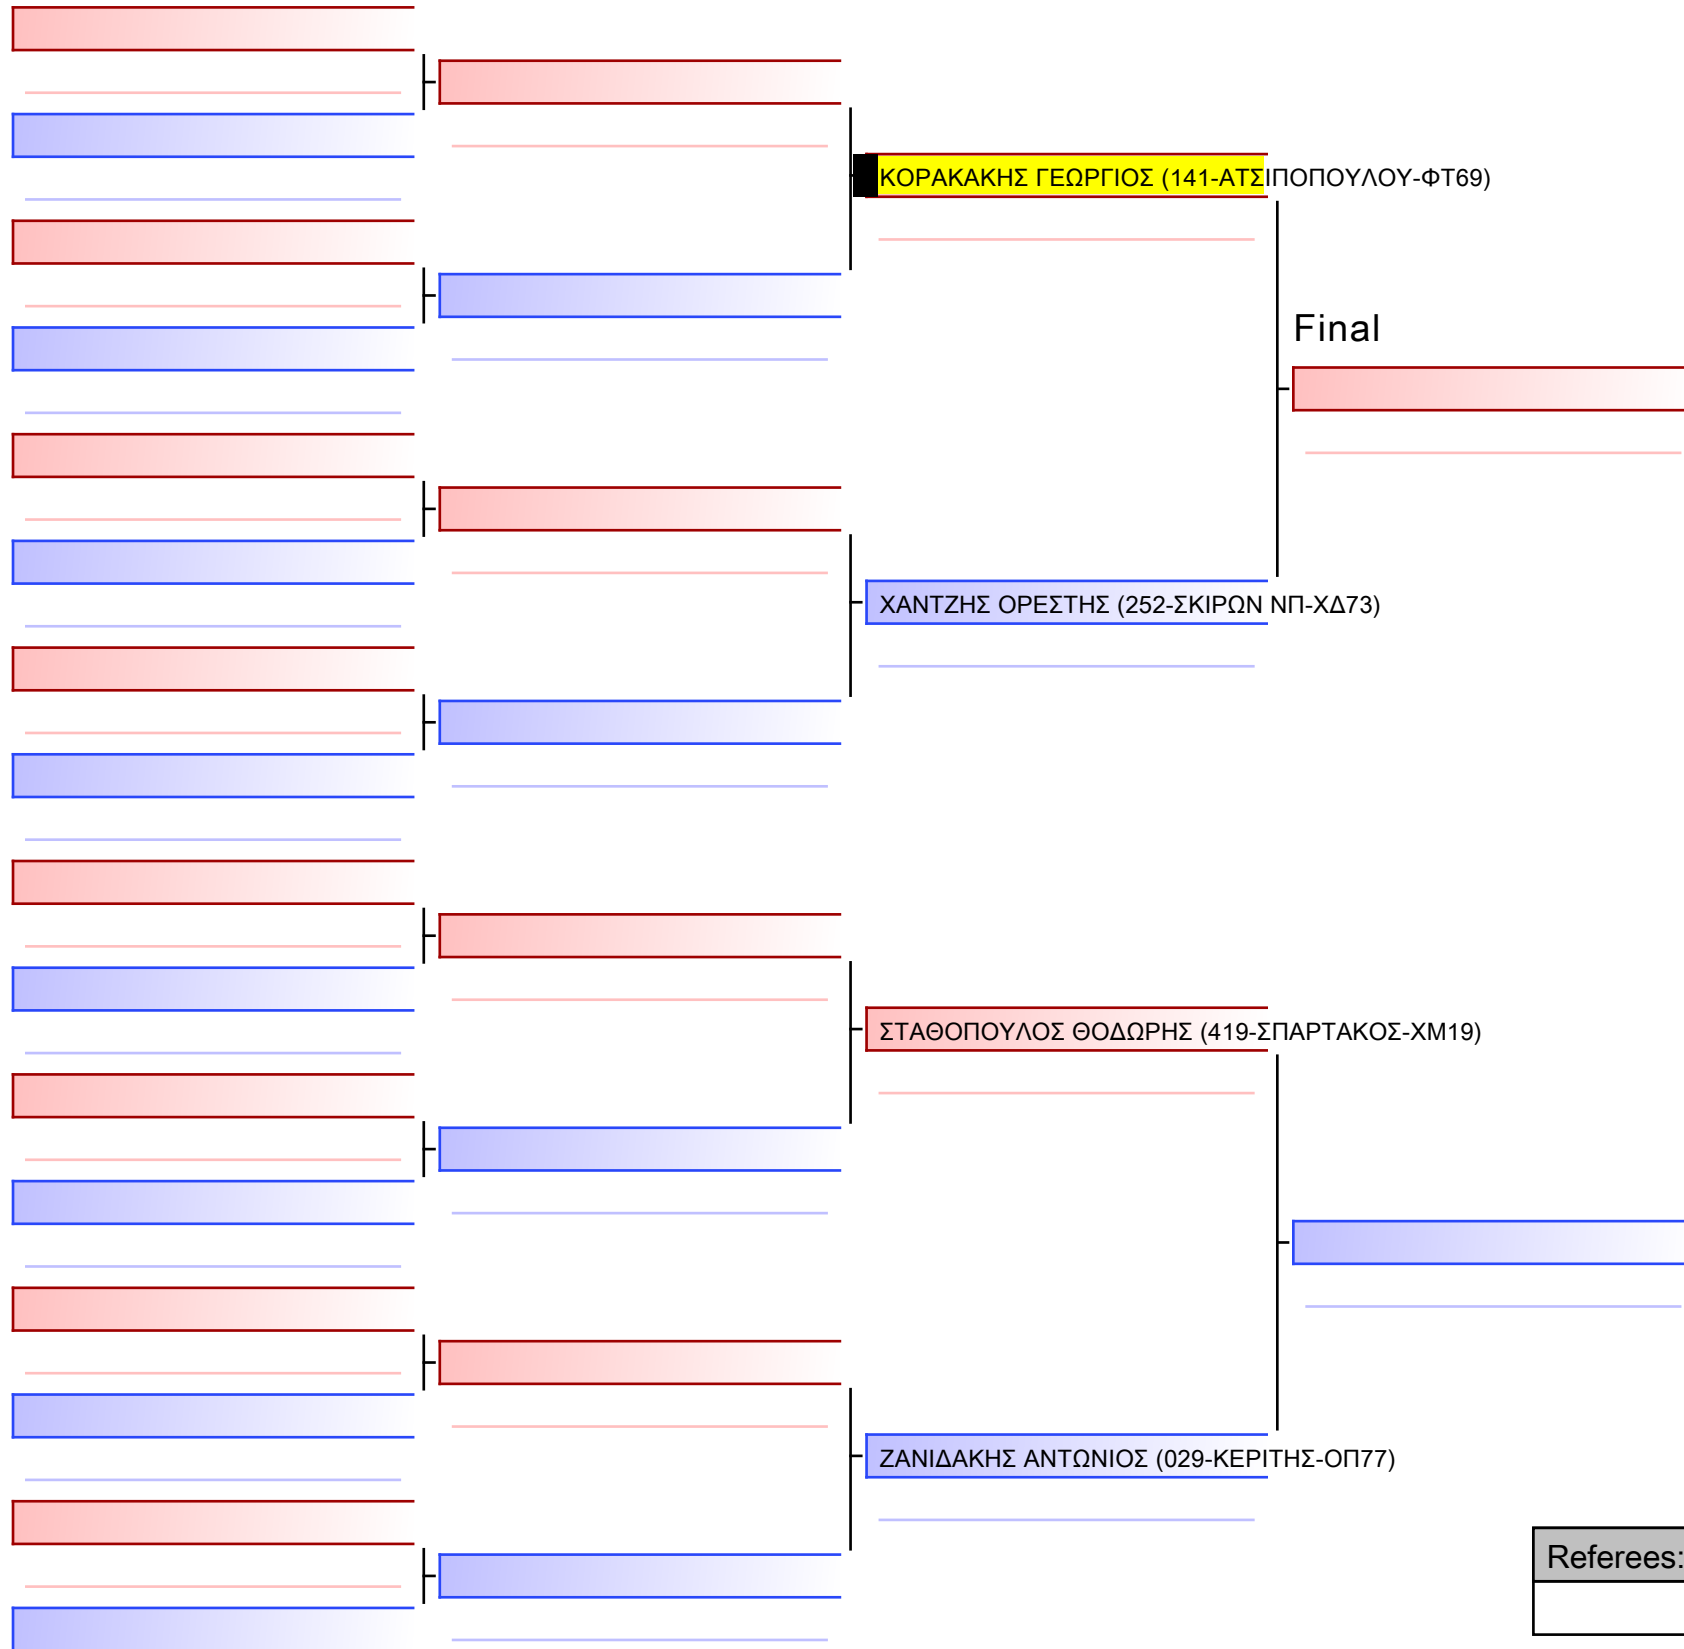 ΚΟΡΑΚΑΚΗΣ ΓΕΩΡΓΙΟΣ (141-ΑΤΣΙΠΟΠΟΥΛΟΥ-ΦΤ69)
Final
ΧΑΝΤΖΗΣ ΟΡΕΣΤΗΣ (252-ΣΚΙΡΩΝ ΝΠ-ΧΔ73)
ΣΤΑΘΟΠΟΥΛΟΣ ΘΟΔΩΡΗΣ (419-ΣΠΑΡΤΑΚΟΣ-ΧΜ19)
ΖΑΝΙΔΑΚΗΣ ΑΝΤΩΝΙΟΣ (029-ΚΕΡΙΤΗΣ-ΟΠ77)
Referees: